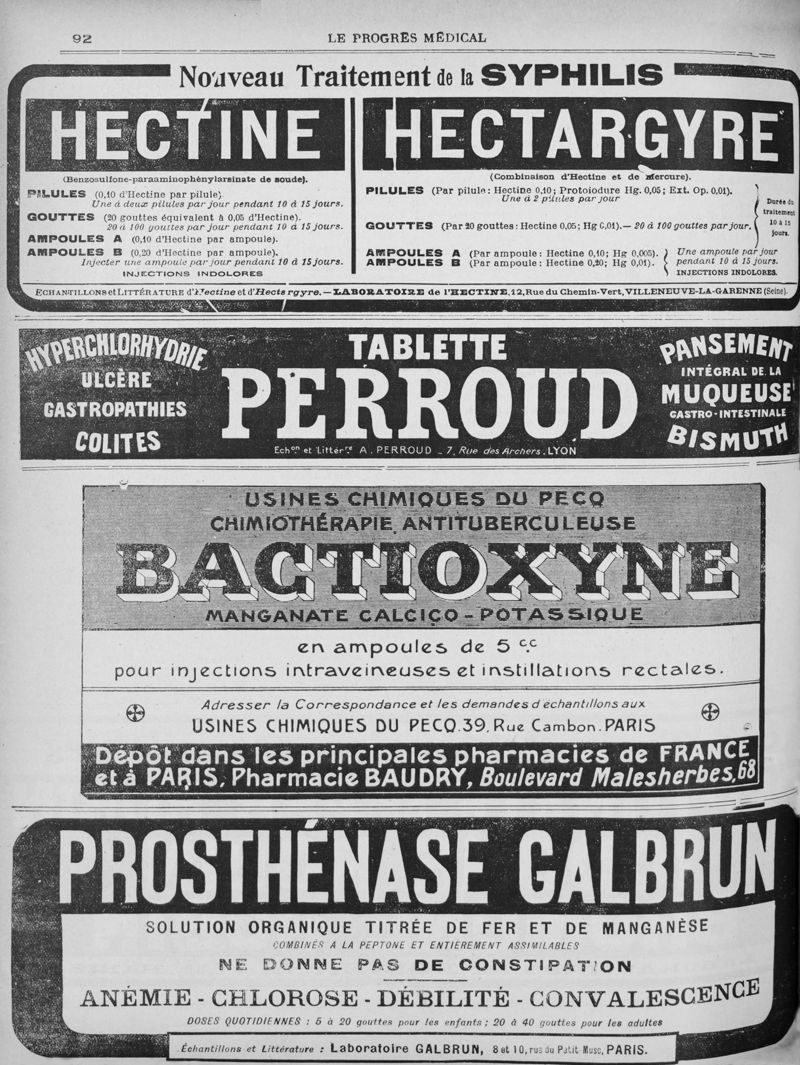 92
LE PROGRÈS MÉDICAL
Nouveau Traitement de la SYPHILIS
HECTINE
(Benzosulfone-paraaminophénylarsinate de soude).
PILULES (0,10 d'Hectine par pilule).
Une à deux pilules par jour pendant 10 à 15 jours.
GOUTTES (20 gouttes équivalent à 0,05 d'Hectine).
20 à 100 gouttes par jour pendant 10 à 15 jours.
AMPOULES A (0,10 d'Hectine par ampoule).
AMPOULES B (0,20 d'Hectine par ampoule).
Injecter une ampoule par jour pendant 10 à 15 jours.
INJECTIONS INDOLORES
HECTARGYRE
(Combinaison d'Hectine et de Mercure).
PILULES (Par pilule: Hectine 0,10; Protoiodure Hg. 0,05; Ext. Op. 0,01).
Une à 2 pilules par jour
GOUTTES (Par 20 gouttes: Hectine 0,05; Hg 0,01).— 20 à 100 gouttes par jour.
Durée du
traitement
10 à 15
jours.
AMPOULES A (Par ampoule: Hectine 0,10; Hg 0,005).
AMPOULES B (Par ampoule: Hectine 0,20; Hg 0,01).
Une ampoule par jour
pendant 10 à 15 jours.
INJECTIONS INDOLORES.
ECHANTILLONS et LITTÉRATURE d'Hectine et d'Hectargyre.— LABORATOIRE de l'HECTINE, 12, Rue du Chemin-Vert, VILLENEUVE-LA-GARENNE (Seine).
HYPERCHLORHYDRIE
ULCÈRE
GASTROPATHIES
COLITES
TABLETTE
PERROUD
Echon et Littérre A. PERROUD _ 7, Rue des Archers. LYON
PANSEMENT
INTÉGRAL DE LA
MUQUEUSE
GASTRO-INTESTINALE
BISMUTH
USINES CHIMIQUES DU PECQ
CHIMIOTHÉRAPIE ANTITUBERCULEUSE
BACTIOXYNE
MANGANATE CALCIÇO - POTASSIQUE
en ampoules de 5 c.c
pour injections intraveineuses et instillations rectales.
Adresser la Correspondance et les demandes d'échantillons aux
USINES CHIMIQUES DU PECQ. 39, Rue Cambon. PARIS
Dépôt dans les principales pharmacies de FRANCE
et à PARIS, Pharmacie BAUDRY, Boulevard Malesherbes, 68
PROSTHÉNASE GALBRUN
SOLUTION ORGANIQUE TITRÉE DE FER ET DE MANGANÈSE
COMBINÉS A LA PEPTONE ET ENTIÈREMENT ASSIMILABLES
NE DONNE PAS DE CONSTIPATION
ANÉMIE - CHLOROSE - DÉBILITÉ - CONVALESCENCE
DOSES QUOTIDIENNES : 5 à 20 gouttes pour les enfants ; 20 à 40 gouttes pour les adultes
Échantillons et Littérature : Laboratoire GALBRUN, 8 et 10, rue du Petit Musc, PARIS.